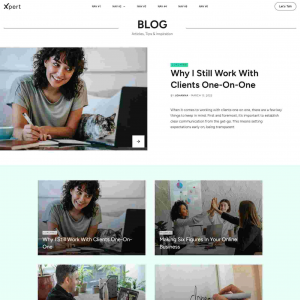 Xpert
Let's Talk
BLOG
Articles, Tips & Inspiration
Why I Still Work With
Clients One-On-One
When it comes to working with clients one on one, there are a few key
things to keep in mind. First and foremost, it's important to establish
clear communication from the get-go. This means setting
expectations early on, being transparent
Why I Still Work With Clients One-On-
One
Making Six Figures in Your Online
Business